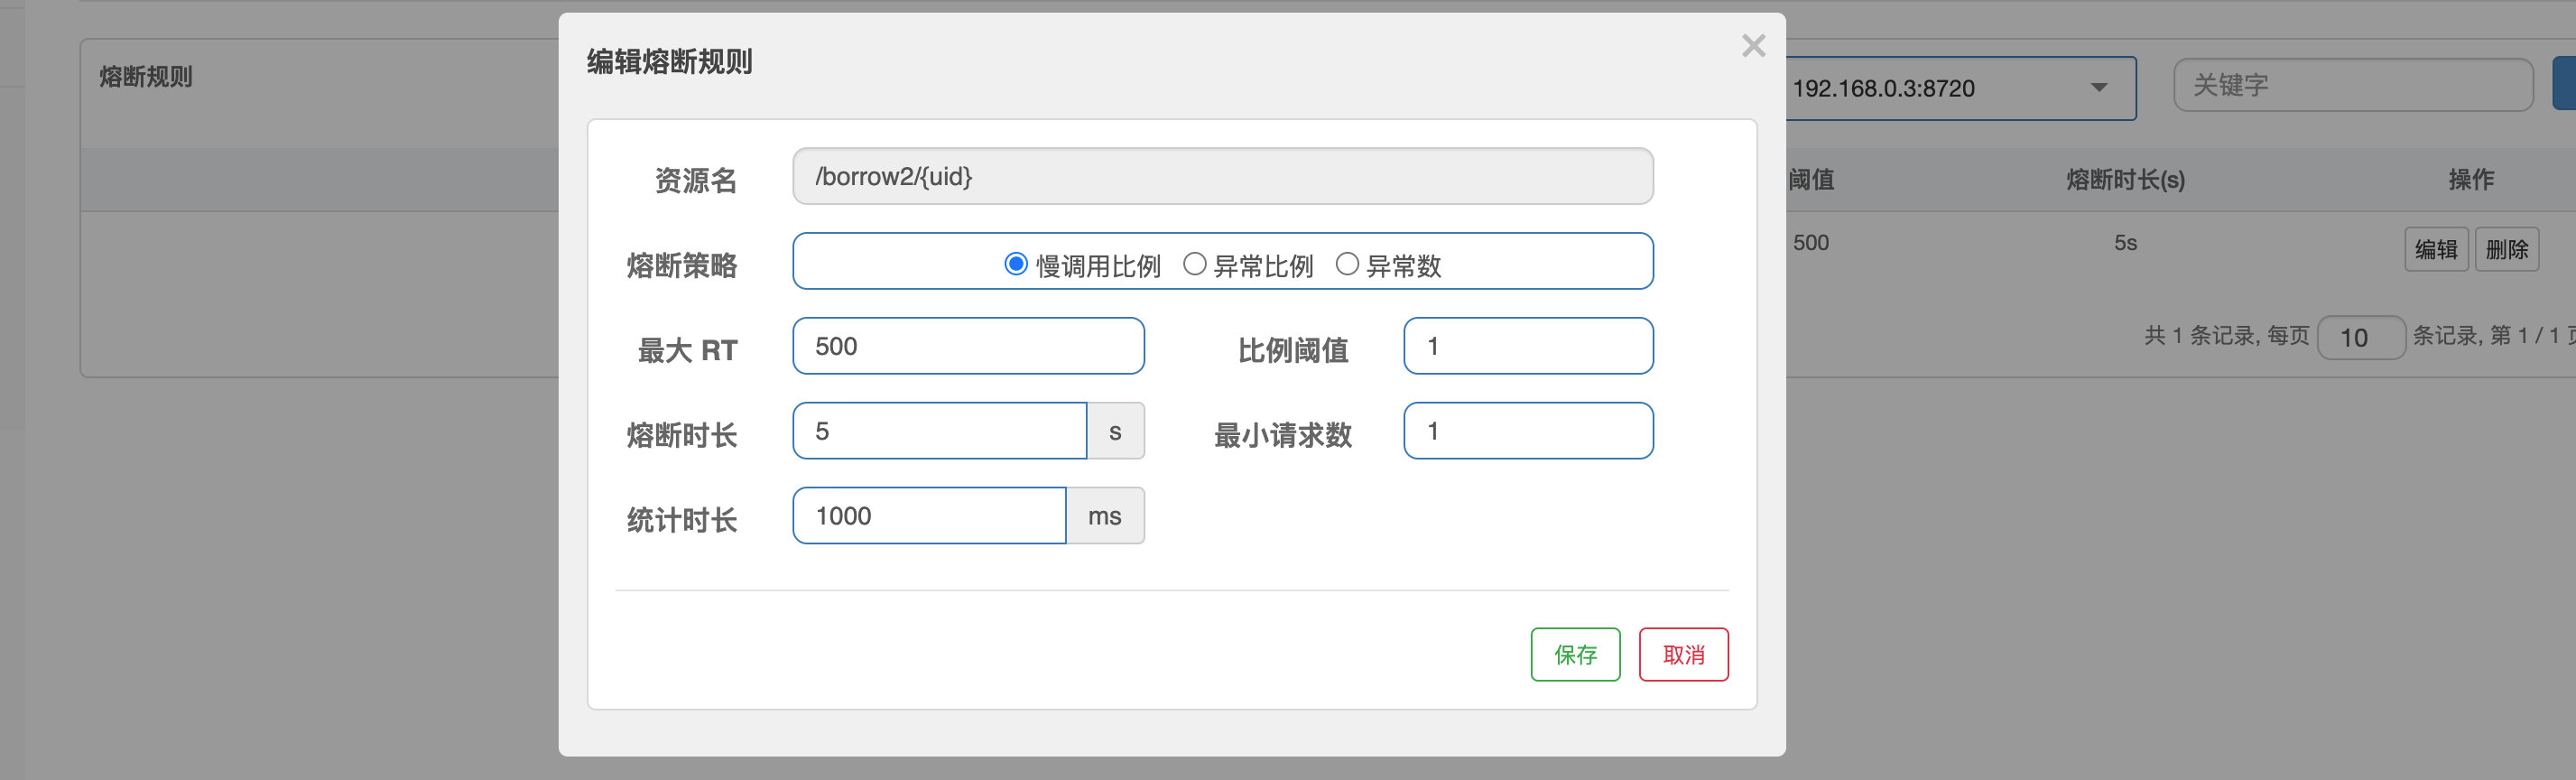 编辑熔断规则
×
熔断规则
192.168.0.3:8720
关键字
资源名
/borrow2/{uid}
阈值
熔断时长(s)
操作
熔断策略
慢调用比例 异常比例 异常数
500
5s
编辑 删除
最大 RT
500
比例阈值
1
共 1 条记录, 每页 10 条记录, 第 1 / 1
熔断时长
5 s
最小请求数
1
统计时长
1000 ms
保存
取消